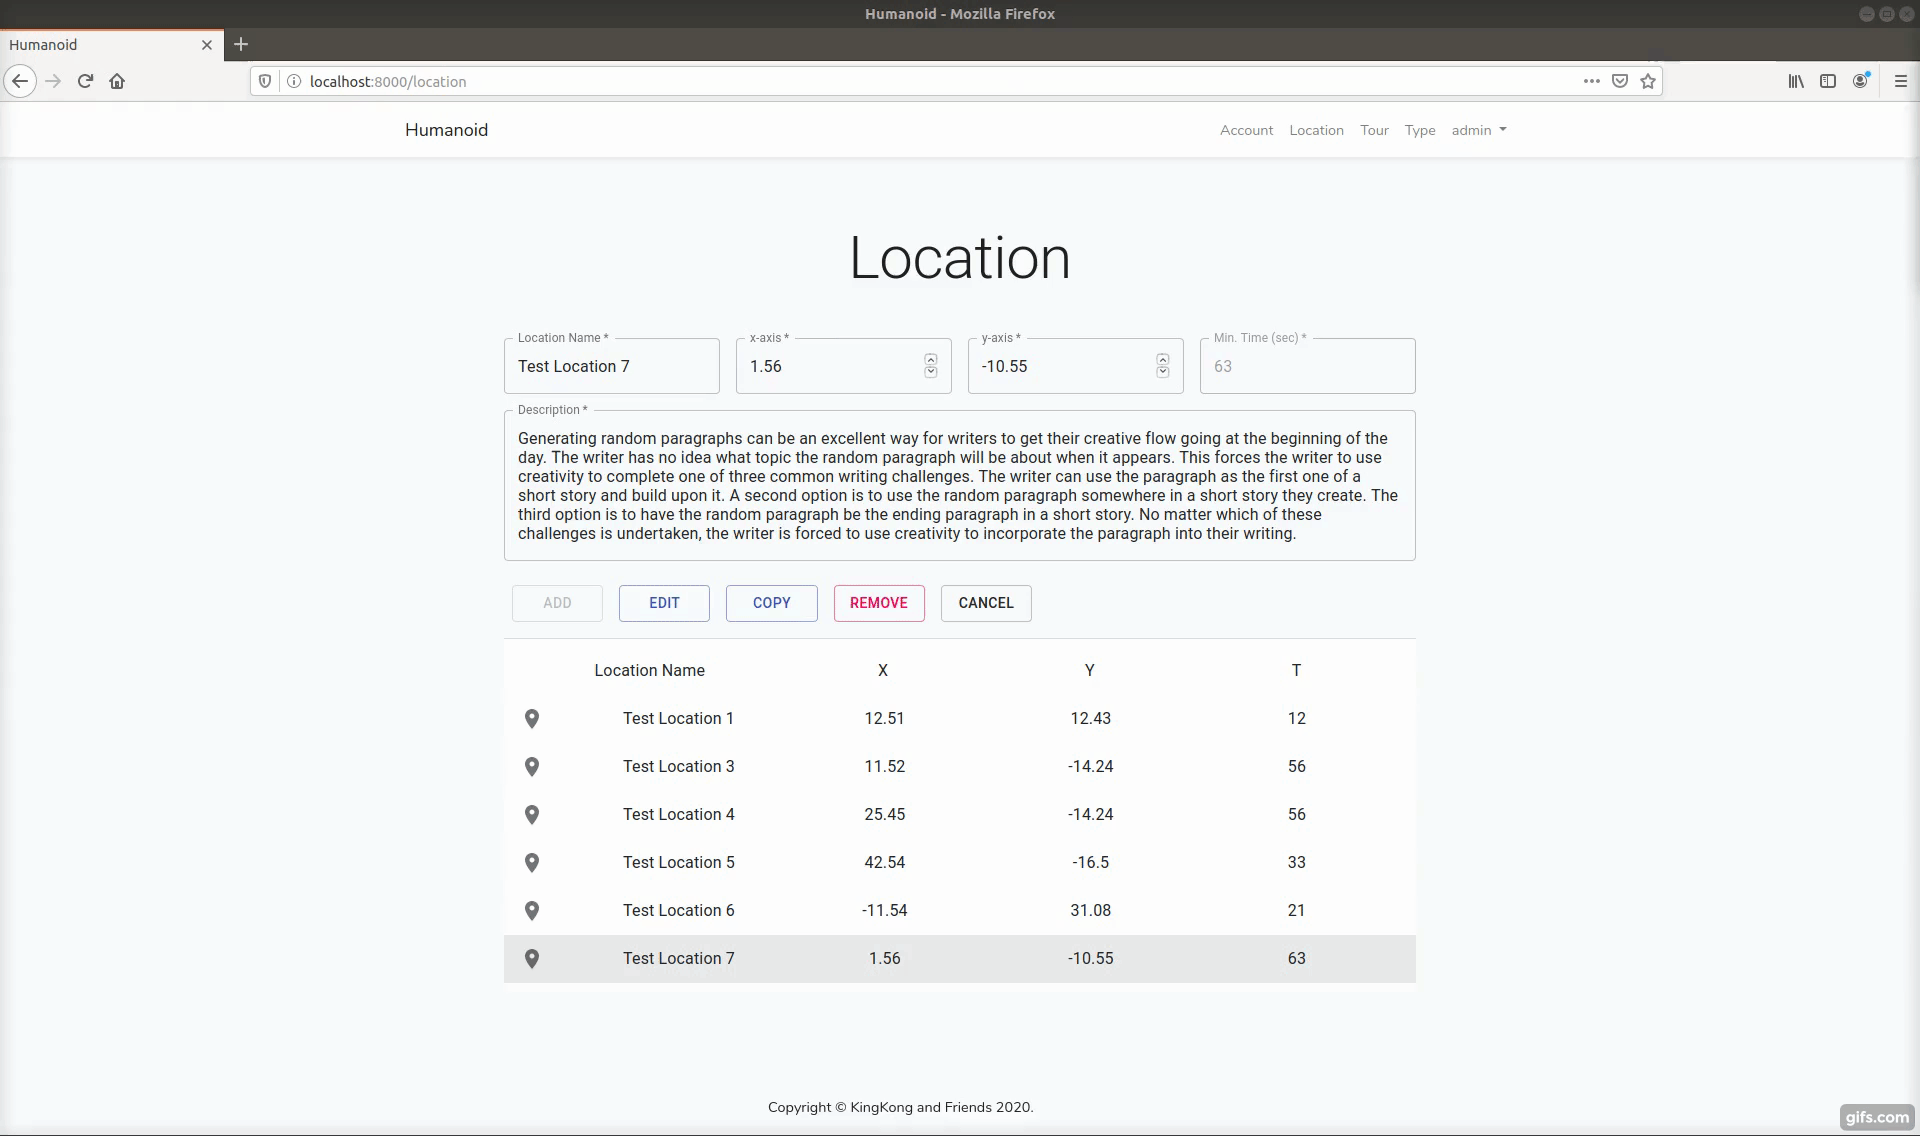 Humanoid - Mozilla Firefox
Humanoid
localhost:8000/location
Humanoid Account Location Tour Type admin
Location
Location Name * x-axis * y-axis * Min. Time (sec) *
Test Location 7 1.56 -10.55 63
Description *
Generating random paragraphs can be an excellent way for writers to get their creative flow going at the beginning of the
day. The writer has no idea what topic the random paragraph will be about when it appears. This forces the writer to use
creativity to complete one of three common writing challenges. The writer can use the paragraph as the first one of a
short story and build upon it. A second option is to use the random paragraph somewhere in a short story they create. The
third option is to have the random paragraph be the ending paragraph in a short story. No matter which of these
challenges is undertaken, the writer is forced to use creativity to incorporate the paragraph into their writing.
ADD EDIT COPY REMOVE CANCEL
Location Name X Y T
Test Location 1 12.51 12.43 12
Test Location 3 11.52 -14.24 56
Test Location 4 25.45 -14.24 56
Test Location 5 42.54 -16.5 33
Test Location 6 -11.54 31.08 21
Test Location 7 1.56 -10.55 63
Copyright © KingKong and Friends 2020.
gifs.com